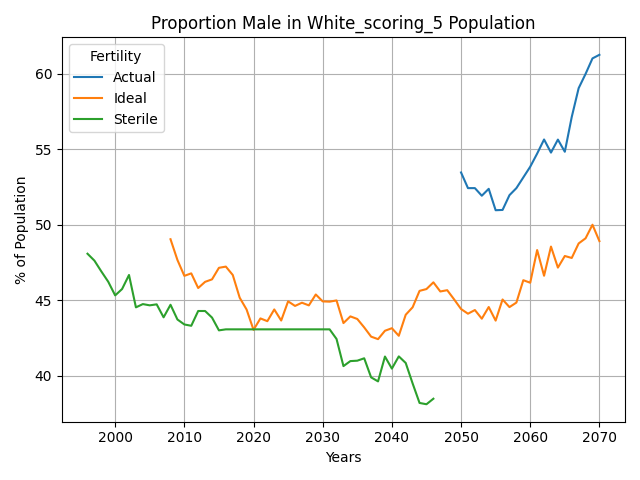 Proportion Male in White_scoring_5 Population
Fertility
Actual
Ideal
Sterile
% of Population
60
55
50
45
40
2000
2010
2020
2030
2040
2050
2060
2070
Years